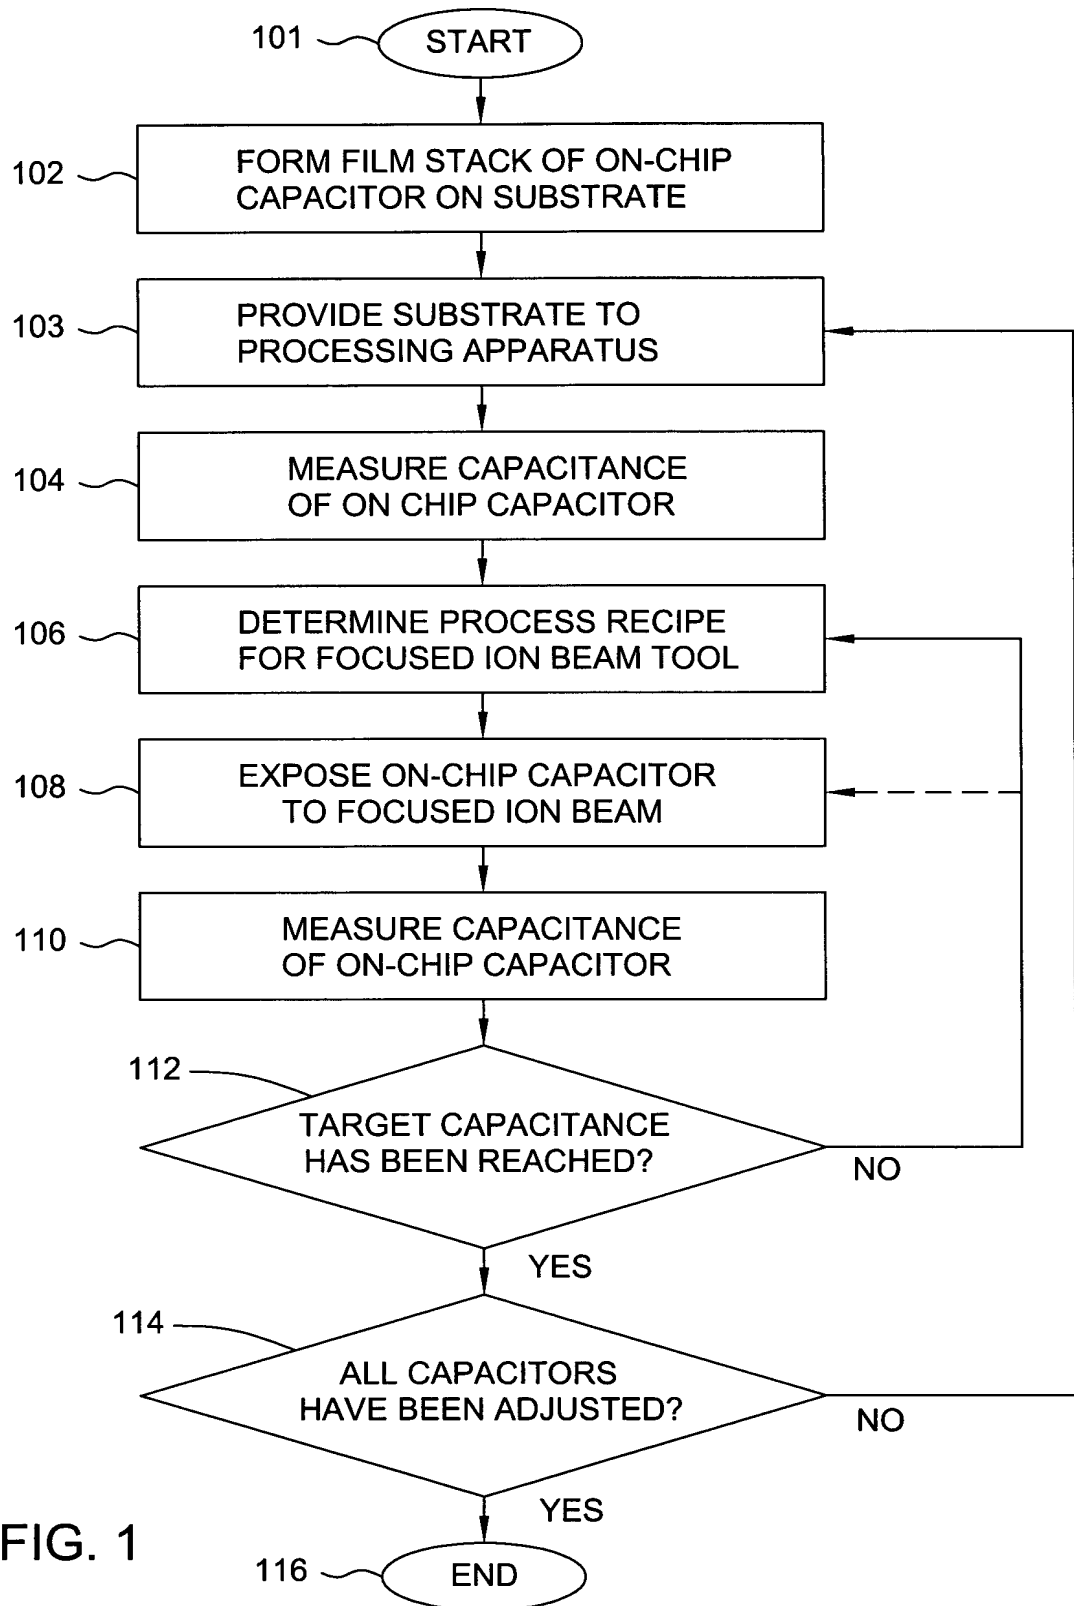 101
START
102
FORM FILM STACK OF ON-CHIP
CAPACITOR ON SUBSTRATE
103
PROVIDE SUBSTRATE TO
PROCESSING APPARATUS
104
MEASURE CAPACITANCE
OF ON CHIP CAPACITOR
106
DETERMINE PROCESS RECIPE
FOR FOCUSED ION BEAM TOOL
108
EXPOSE ON-CHIP CAPACITOR
TO FOCUSED ION BEAM
110
MEASURE CAPACITANCE
OF ON-CHIP CAPACITOR
112
TARGET CAPACITANCE
HAS BEEN REACHED?
NO
YES
114
ALL CAPACITORS
HAVE BEEN ADJUSTED?
NO
YES
FIG. 1
116
END